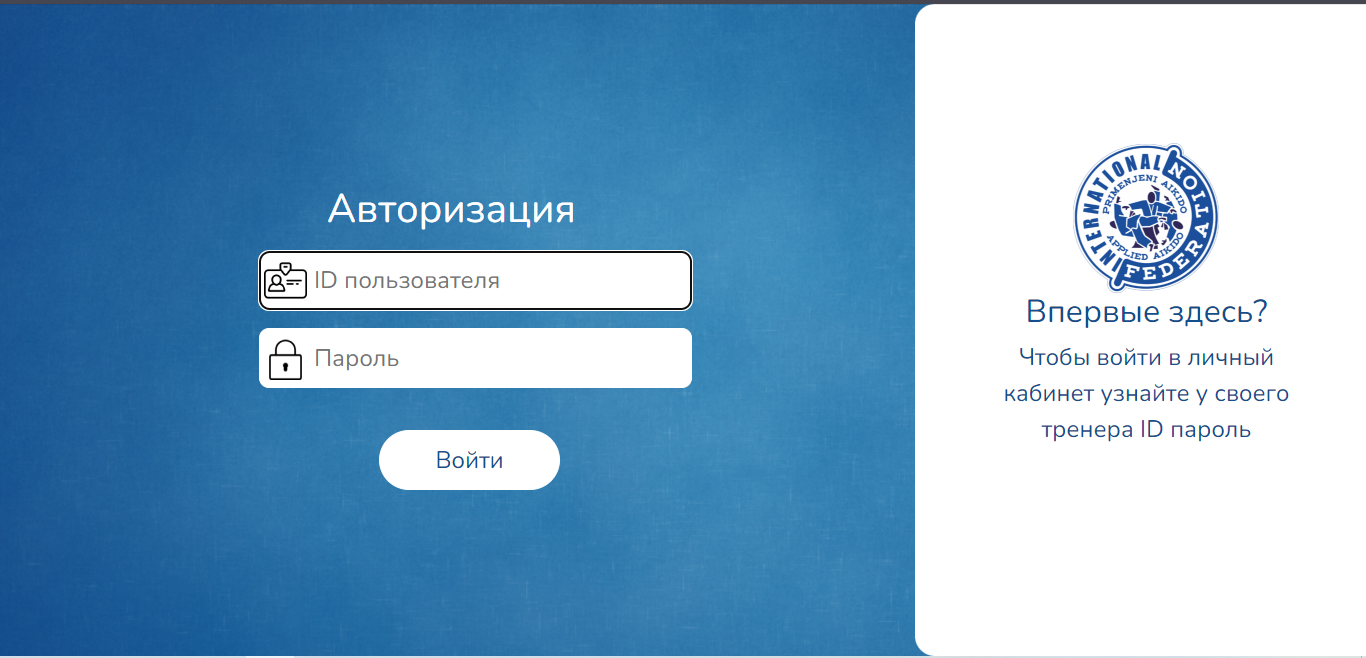 Авторизация
ID пользователя
Пароль
Войти
INTERNATIONAL FEDERATION
PRIMENJENI AIKIDO
APPLIED AIKIDO
Впервые здесь?
Чтобы войти в личный
кабинет узнайте у своего
тренера ID пароль